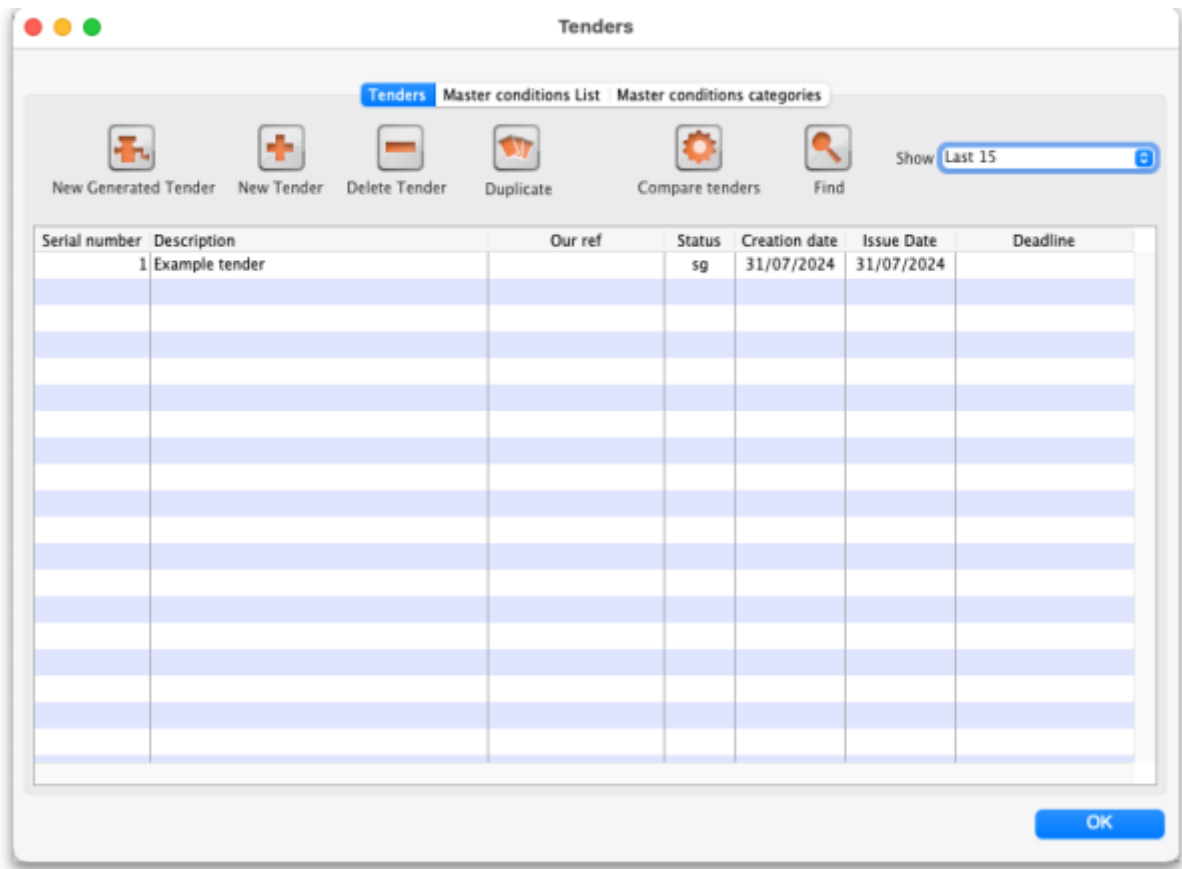 Tenders
Tenders Master conditions List Master conditions categories
New Generated Tender New Tender Delete Tender Duplicate Compare tenders Find Show Last 15
Serial number Description Our ref Status Creation date Issue Date Deadline
1 Example tender sg 31/07/2024 31/07/2024
OK